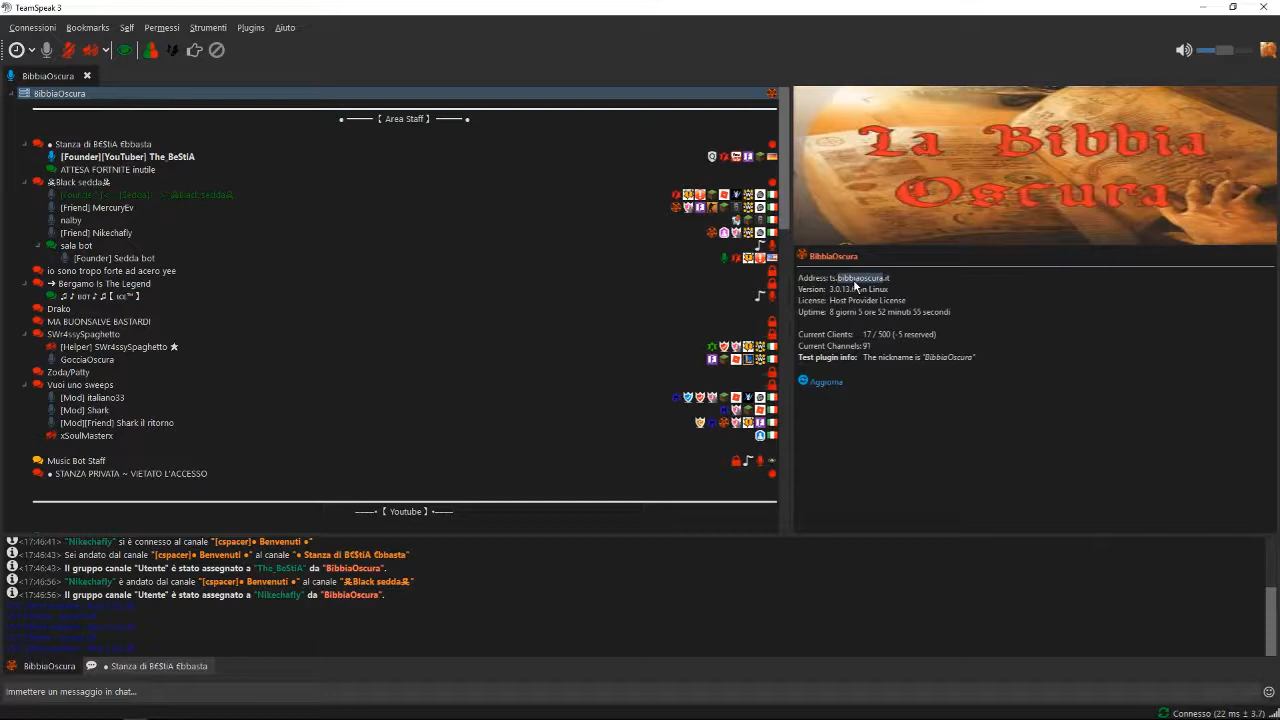 TeamSpeak 3
Connessioni Bookmarks Self Permessi Strumenti Plugins Aiuto
BibbiaOscura
BibbiaOscura
● ——【 Area Staff 】—— ●
● Stanza di B€StiA €bbasta
[Founder][YouTuber] The_BeStiA
ATTESA FORTNITE inutile
Black sedda
[Friend] MercuryEv
nalby
[Friend] Nikechafly
sala bot
[Founder] Sedda bot
io sono tropo forte ad acero yee
➜ Bergamo Is The Legend
♫ ♪ BOT ♪ ♫ [ ICE™ ]
Drako
MA BUONSALVE BASTARDI
SWr4ssySpaghetto
[Helper] SWr4ssySpaghetto ★
GocciaOscura
Zoda/Patty
Vuoi uno sweeps
[Mod] italiano33
[Mod] Shark
[Mod][Friend] Shark il ritorno
xSoulMasterx
Music Bot Staff
● STANZA PRIVATA ~ VIETATO L'ACCESSO
——•【 Youtube 】•——
La Bibbia
Oscura
BibbiaOscura
Address: ts.bibbiaoscura.it
Version: 3.0.13. on Linux
License: Host Provider License
Uptime: 8 giorni 5 ore 52 minuti 55 secondi
Current Clients: 17 / 500 (-5 reserved)
Current Channels: 91
Test plugin info: The nickname is "BibbiaOscura"
Aggiorna
<17:46:41> "Nikechafly" si è connesso al canale "[cspacer]● Benvenuti ●"
<17:46:43> Sei andato dal canale "[cspacer]● Benvenuti ●" al canale "● Stanza di B€StiA €bbasta"
<17:46:43> Il gruppo canale "Utente" è stato assegnato a "The_BeStiA" da "BibbiaOscura".
<17:46:56> "Nikechafly" è andato dal canale "[cspacer]● Benvenuti ●" al canale "Black sedda"
<17:46:56> Il gruppo canale "Utente" è stato assegnato a "Nikechafly" da "BibbiaOscura".
BibbiaOscura ● Stanza di B€StiA €bbasta
Immettere un messaggio in chat...
Connesso (22 ms ± 3.7)